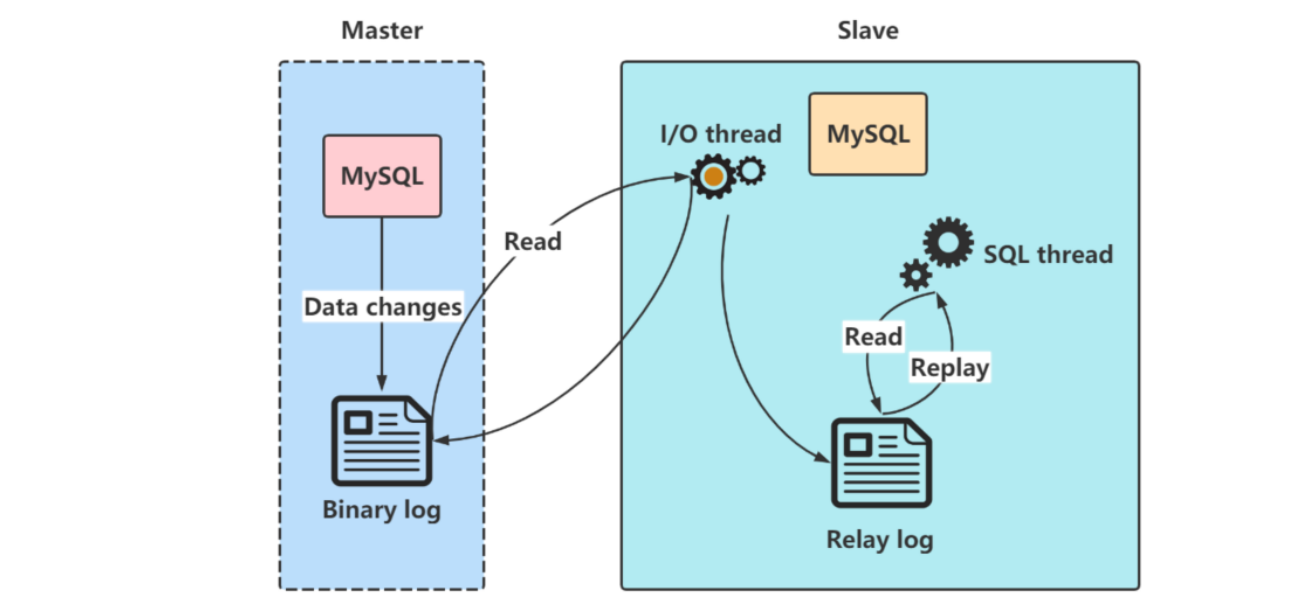 Master
Slave
MySQL
I/O thread
MySQL
Read
SQL thread
Data changes
Read
Replay
Binary log
Relay log